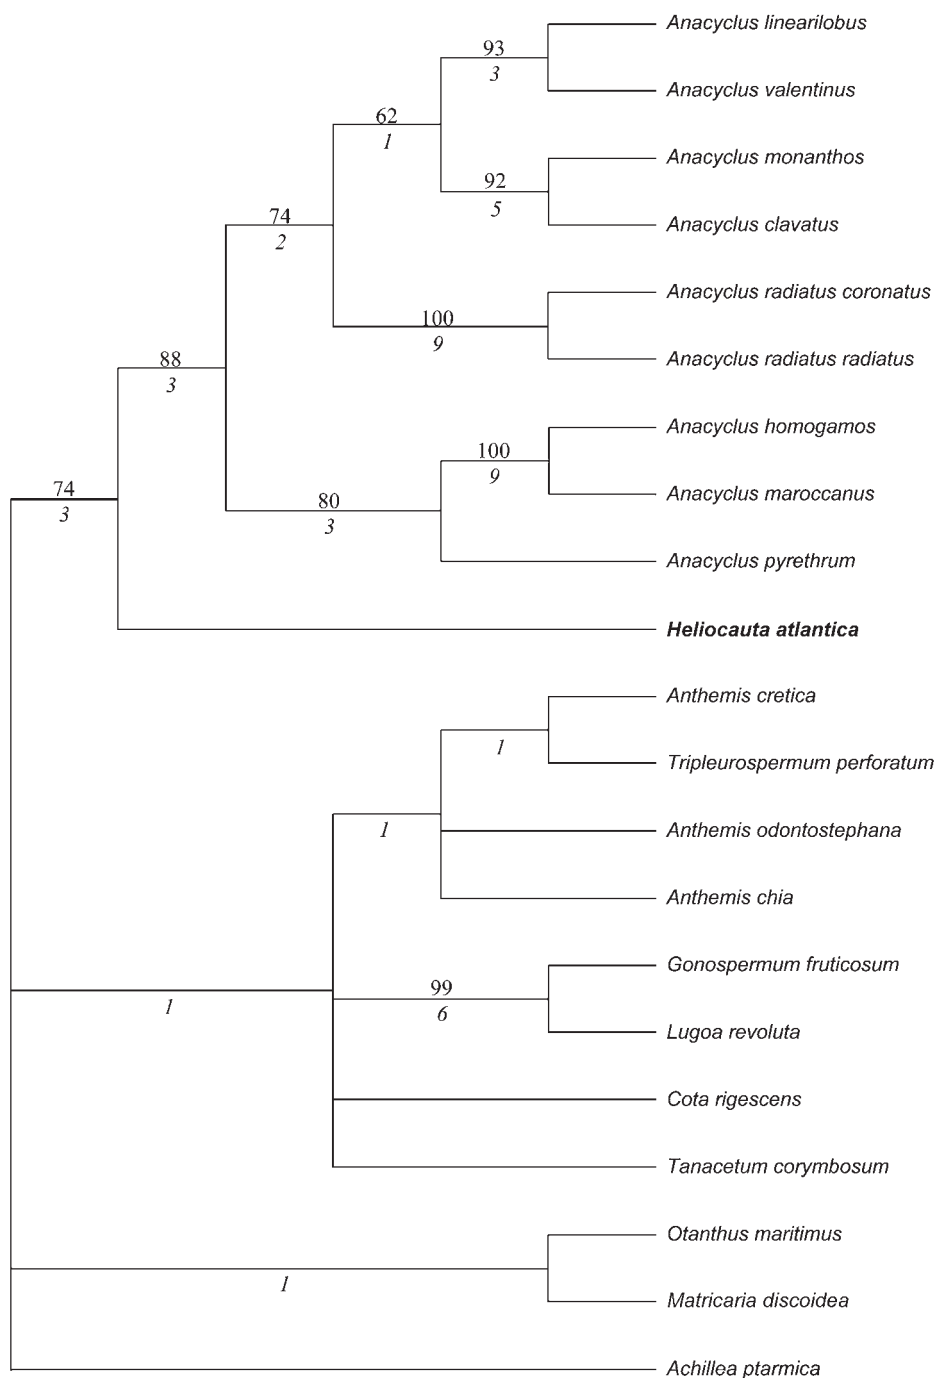 Anacyclus linearilobus
93
3
Anacyclus valentinus
62
1
Anacyclus monanthos
92
5
Anacyclus clavatus
74
2
Anacyclus radiatus coronatus
100
9
Anacyclus radiatus radiatus
88
3
Anacyclus homogamos
100
9
Anacyclus maroccanus
74
3
80
3
Anacyclus pyrethrum
Heliocauta atlantica
Anthemis cretica
1
Tripleurospermum perforatum
1
Anthemis odontostephana
Anthemis chia
Gonospermum fruticosum
99
6
1
Lugoa revoluta
Cota rigescens
Tanacetum corymbosum
Otanthus maritimus
1
Matricaria discoidea
Achillea ptarmica